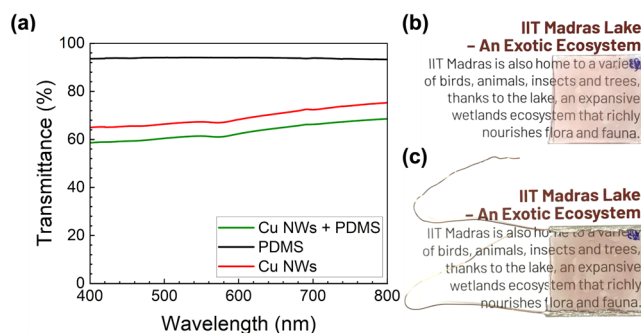 (a)
100
80
60
40
20
0
Transmittance (%)
400
500
600
700
800
Wavelength (nm)
Cu NWs + PDMS
PDMS
Cu NWs
(b)
IIT Madras Lake
– An Exotic Ecosystem
IIT Madras is also home to a variety
of birds, animals, insects and trees,
thanks to the lake, an expansive
wetlands ecosystem that richly
nourishes flora and fauna.
(c)
IIT Madras Lake
– An Exotic Ecosystem
IIT Madras is also home to a variety
of birds, animals, insects and trees,
thanks to the lake, an expansive
wetlands ecosystem that richly
nourishes flora and fauna.